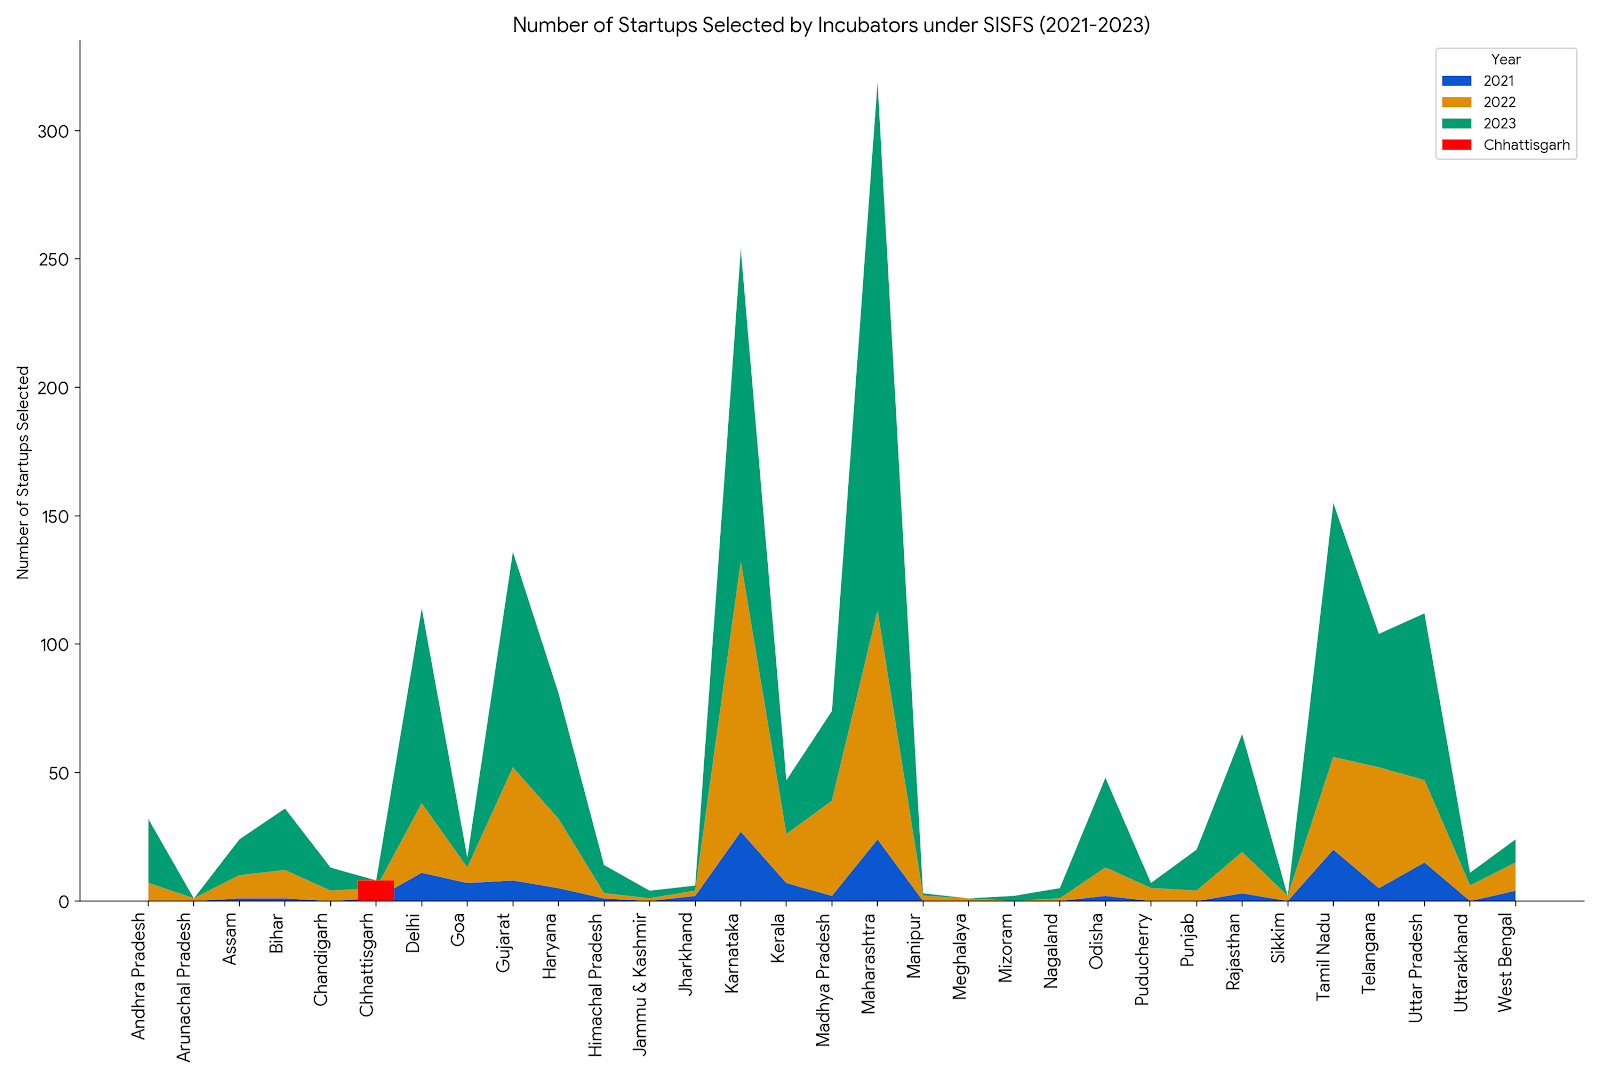 Number of Startups Selected by Incubators under SISFS (2021-2023)
Year
2021
2022
2023
Chhattisgarh
Number of Startups Selected
300
250
200
150
100
50
0
Andhra Pradesh
Arunachal Pradesh
Assam
Bihar
Chandigarh
Chhattisgarh
Delhi
Goa
Gujarat
Haryana
Himachal Pradesh
Jammu & Kashmir
Jharkhand
Karnataka
Kerala
Madhya Pradesh
Maharashtra
Manipur
Meghalaya
Mizoram
Nagaland
Odisha
Puducherry
Punjab
Rajasthan
Sikkim
Tamil Nadu
Telangana
Uttar Pradesh
Uttarakhand
West Bengal